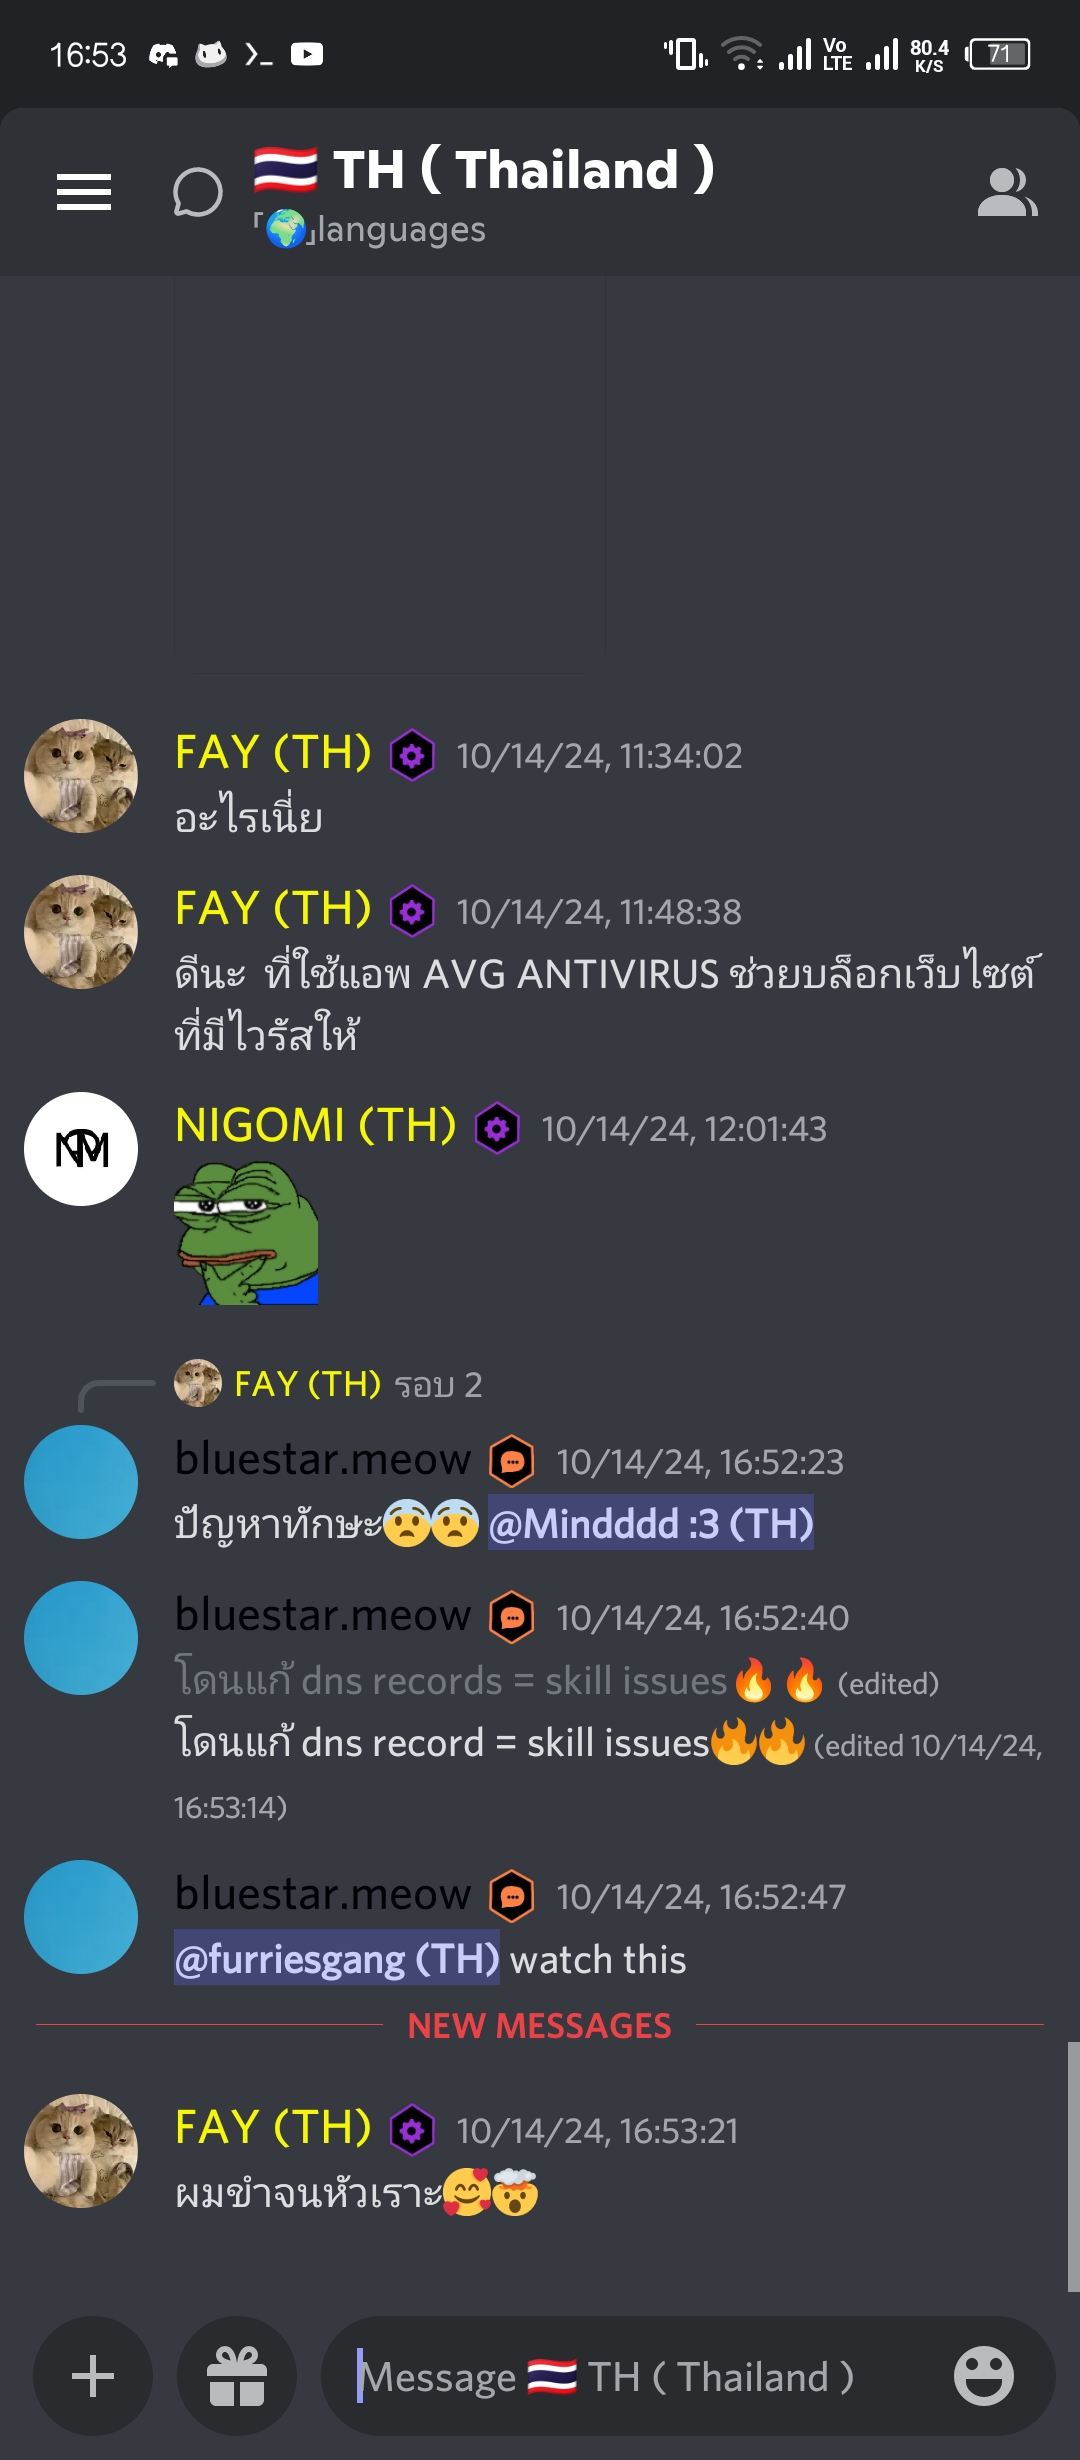 16:53
Vo LTE
80.4 K/S
71
TH ( Thailand )
「🌍」languages
FAY (TH) 10/14/24, 11:34:02
อะไรเนี่ย
FAY (TH) 10/14/24, 11:48:38
ดีนะ  ที่ใช้แอพ AVG ANTIVIRUS ช่วยบล็อกเว็บไซต์
ที่มีไวรัสให้
NIGOMI (TH) 10/14/24, 12:01:43
FAY (TH) รอบ 2
bluestar.meow 10/14/24, 16:52:23
ปัญหาทักษะ😨😨 @Mindddd :3 (TH)
bluestar.meow 10/14/24, 16:52:40
โดนแก้ dns records = skill issues🔥 🔥 (edited)
โดนแก้ dns record = skill issues🔥🔥 (edited 10/14/24,
16:53:14)
bluestar.meow 10/14/24, 16:52:47
@furriesgang (TH) watch this
NEW MESSAGES
FAY (TH) 10/14/24, 16:53:21
ผมขำจนหัวเราะ🥰🤯
Message 🇹🇭 TH ( Thailand )